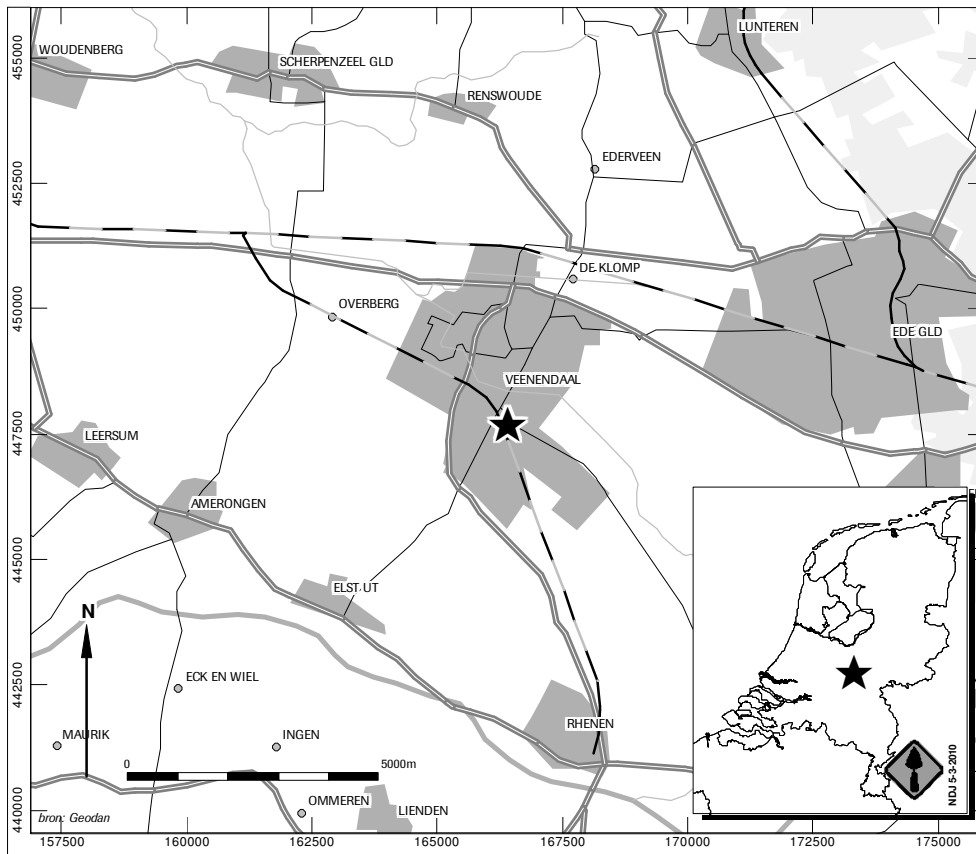 LUNTEREN
WOUDENBERG
SCHERPENZEEL GLD
RENSWOUDE
EDERVEEN
DE KLOMP
OVERBERG
EDE GLD
VEENENDAAL
LEERSUM
AMERONGEN
ELST UT
N
ECK EN WIEL
RHENEN
MAURIK
INGEN
0 5000m
OMMEREN
LIENDEN
bron: Geodan
NDJ 5-3-2010
455000
452500
450000
447500
445000
442500
440000
157500 160000 162500 165000 167500 170000 172500 175000